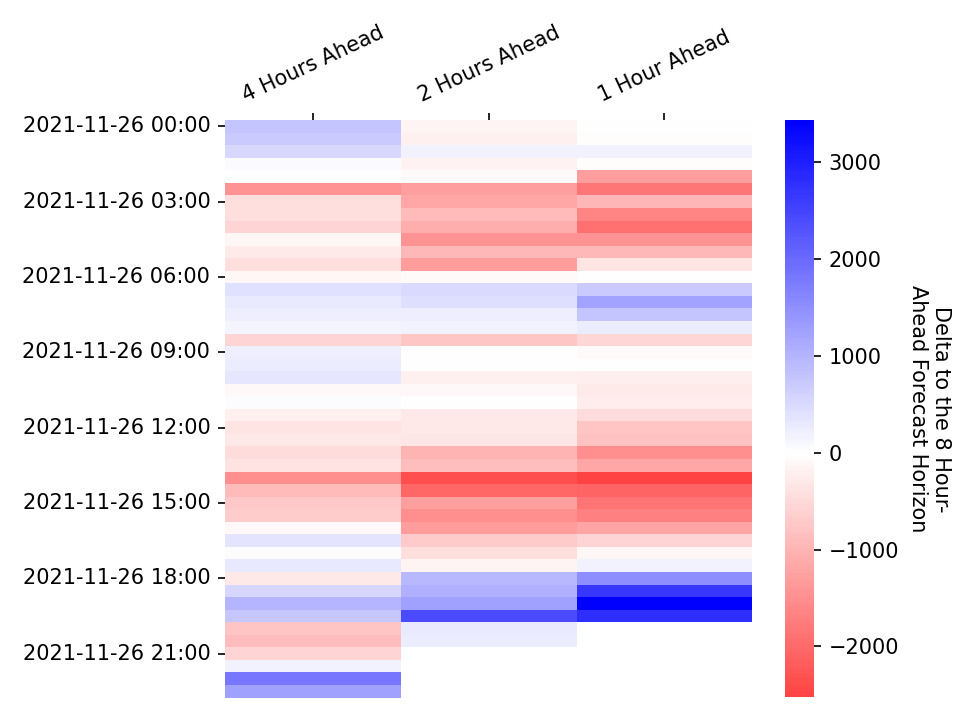 4 Hours Ahead
2 Hours Ahead
1 Hour Ahead
2021-11-26 00:00
2021-11-26 03:00
2021-11-26 06:00
2021-11-26 09:00
2021-11-26 12:00
2021-11-26 15:00
2021-11-26 18:00
2021-11-26 21:00
3000
2000
1000
0
−1000
−2000
Delta to the 8 Hour-
Ahead Forecast Horizon